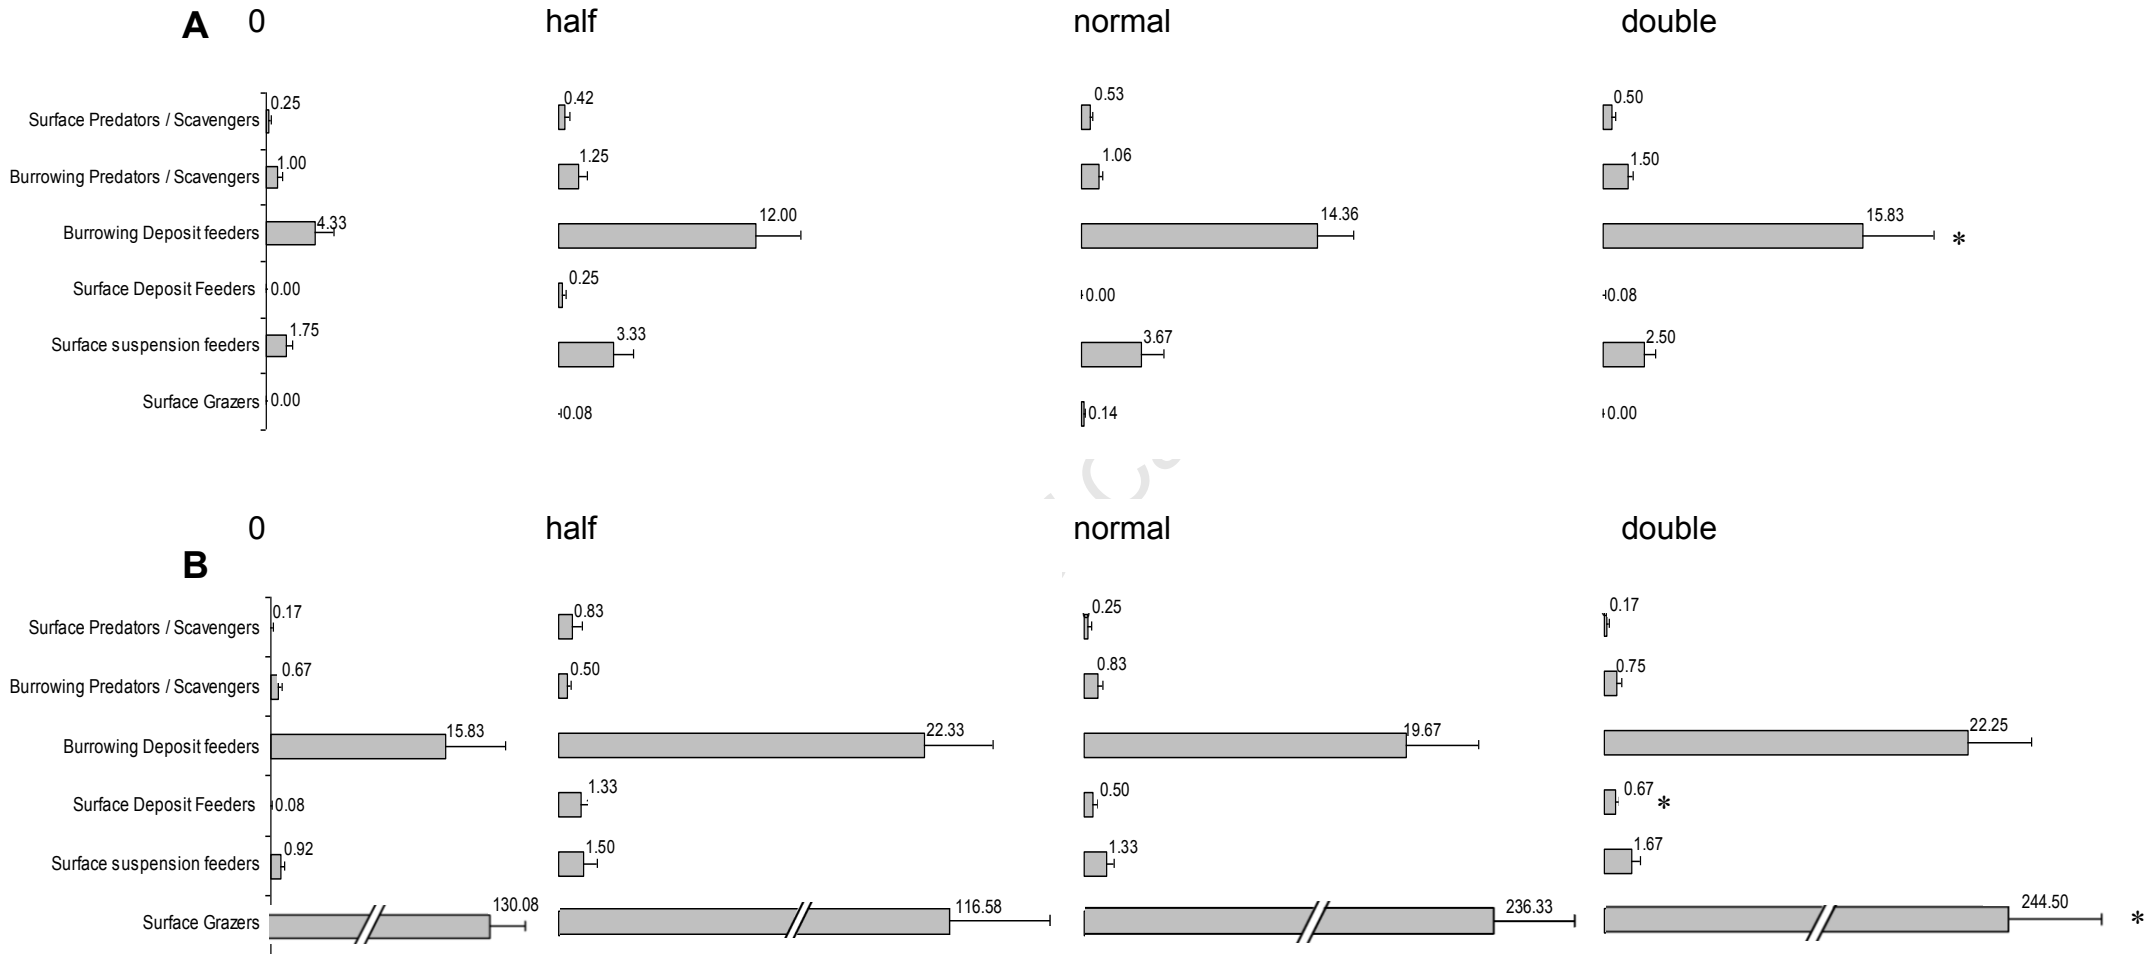 A 0 half normal double
Surface Predators / Scavengers 0.25 0.42 0.53 0.50
Burrowing Predators / Scavengers 1.00 1.25 1.06 1.50
Burrowing Deposit feeders 4.33 12.00 14.36 15.83 *
Surface Deposit Feeders 0.00 0.25 0.00 0.08
Surface suspension feeders 1.75 3.33 3.67 2.50
Surface Grazers 0.00 0.08 0.14 0.00
0 half normal double
B
Surface Predators / Scavengers 0.17 0.83 0.25 0.17
Burrowing Predators / Scavengers 0.67 0.50 0.83 0.75
Burrowing Deposit feeders 15.83 22.33 19.67 22.25
Surface Deposit Feeders 0.08 1.33 0.50 0.67 *
Surface suspension feeders 0.92 1.50 1.33 1.67
Surface Grazers 130.08 116.58 236.33 244.50 *